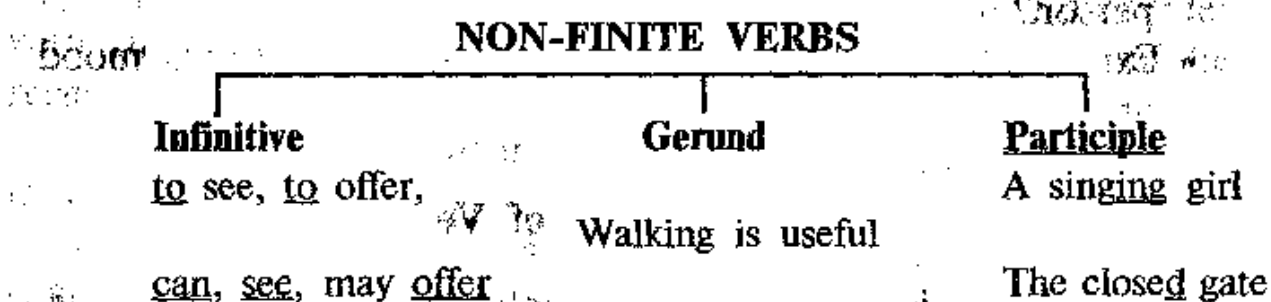 NON-FINITE VERBS
Infinitive Gerund Participle
to see, to offer, A singing girl
Walking is useful
can, see, may offer The closed gate